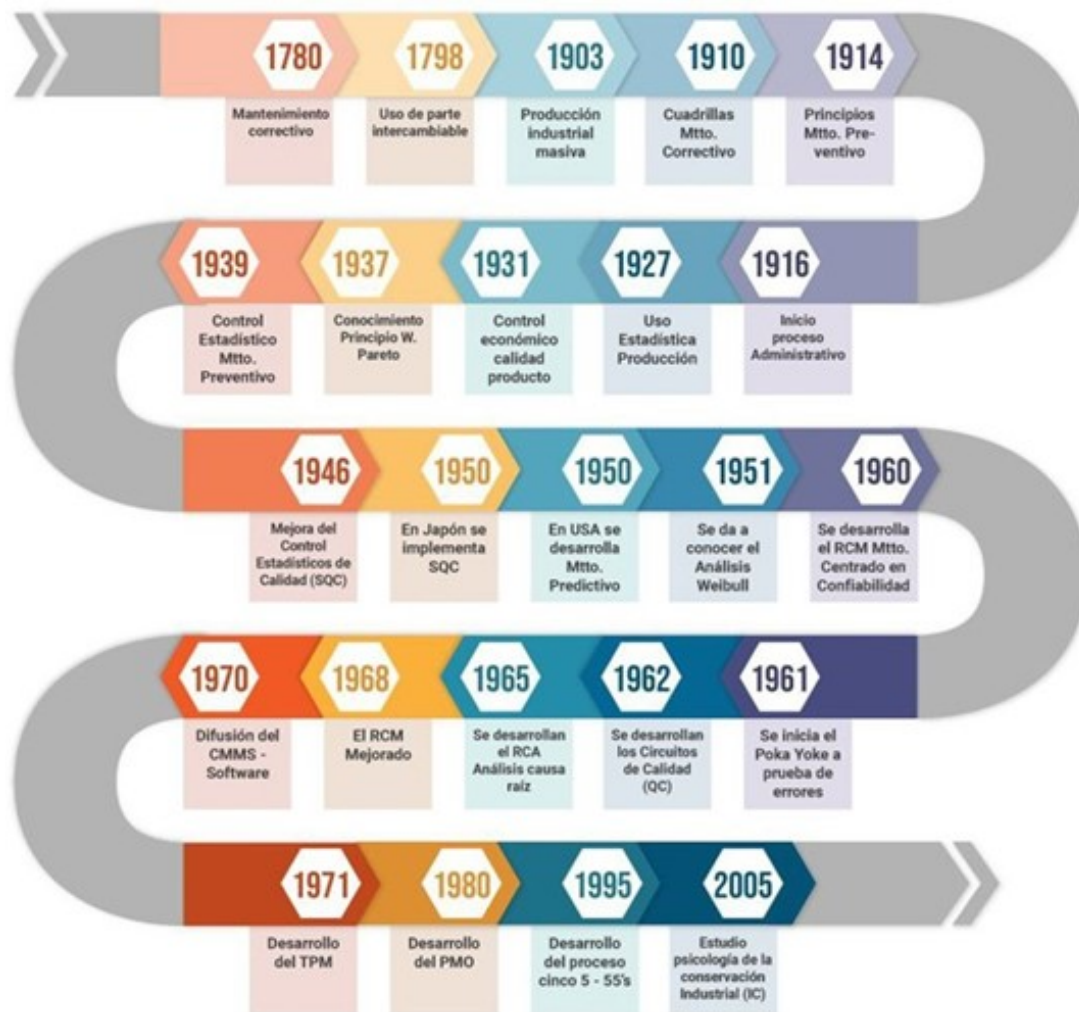 1780
Mantenimiento
correctivo
1798
Uso de parte
intercambiable
1903
Producción
industrial
masiva
1910
Cuadrillas
Mtto.
Correctivo
1914
Principios
Mtto. Pre-
ventivo
1916
Inicio
proceso
Administrativo
1927
Uso
Estadística
Producción
1931
Control
económico
calidad
producto
1937
Conocimiento
Principio W.
Pareto
1939
Control
Estadístico
Mtto.
Preventivo
1946
Mejora del
Control
Estadísticos de
Calidad (SQC)
1950
En Japón se
implementa
SQC
1950
En USA se
desarrolla
Mtto.
Predictivo
1951
Se da a
conocer el
Análisis
Weibull
1960
Se desarrolla
el RCM Mtto.
Centrado en
Confiabilidad
1961
Se inicia el
Poka Yoke a
prueba de
errores
1962
Se desarrollan
los Circuitos
de Calidad
(QC)
1965
Se desarrollan
el RCA
Análisis causa
raíz
1968
El RCM
Mejorado
1970
Difusión del
CMMS -
Software
1971
Desarrollo
del TPM
1980
Desarrollo
del PMO
1995
Desarrollo
del proceso
cinco 5 - 55's
2005
Estudio
psicología de la
conservación
Industrial (IC)